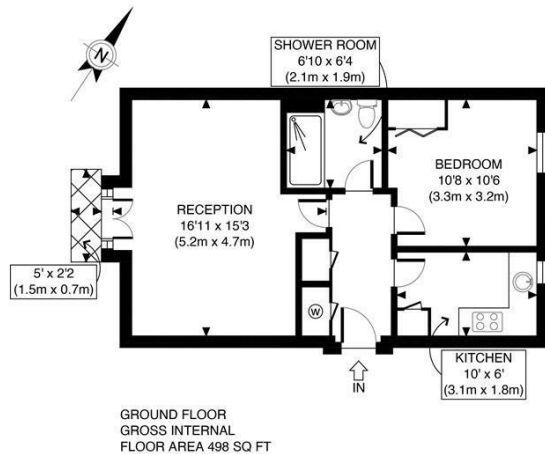 N
SHOWER ROOM
6'10 x 6'4
(2.1m x 1.9m)
BEDROOM
10'8 x 10'6
(3.3m x 3.2m)
RECEPTION
16'11 x 15'3
(5.2m x 4.7m)
5' x 2'2
(1.5m x 0.7m)
W
KITCHEN
10' x 6'
(3.1m x 1.8m)
IN
GROUND FLOOR
GROSS INTERNAL
FLOOR AREA 498 SQ FT